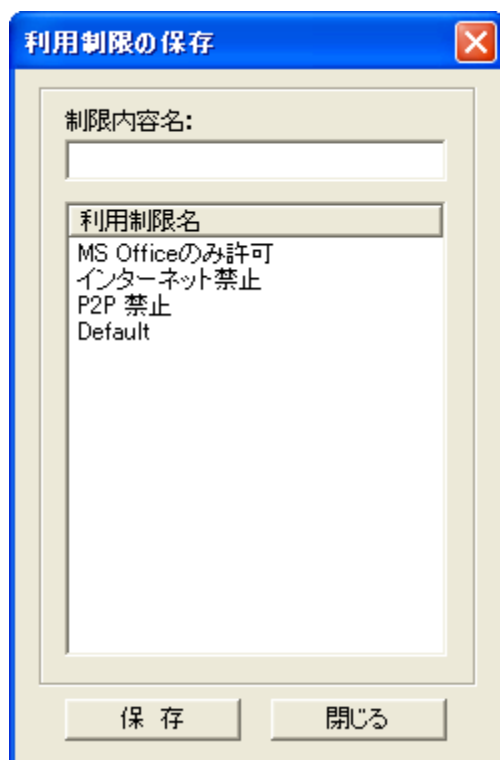 利用制限の保存
制限内容名:
利用制限名
MS Officeのみ許可
インターネット禁止
P2P 禁止
Default
保 存
閉じる